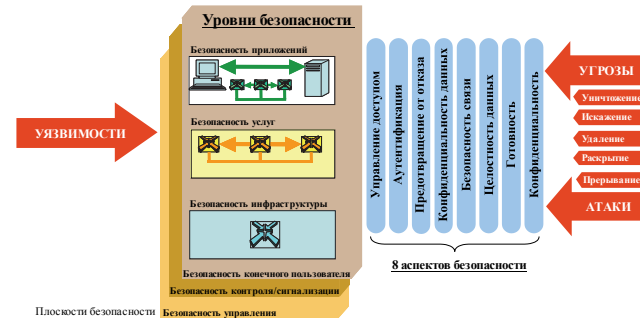 Уровни безопасности
Безопасность приложений
Безопасность услуг
Безопасность инфраструктуры
Безопасность конечного пользователя
Безопасность контроля/сигнализации
Плоскости безопасности
Безопасность управления
УЯЗВИМОСТИ
Управление доступом
Аутентификация
Предотвращение от отказа
Конфиденциальность данных
Безопасность связи
Целостность данных
Готовность
Конфиденциальность
8 аспектов безопасности
УГРОЗЫ
Уничтожение
Искажение
Удаление
Раскрытие
Прерывание
АТАКИ